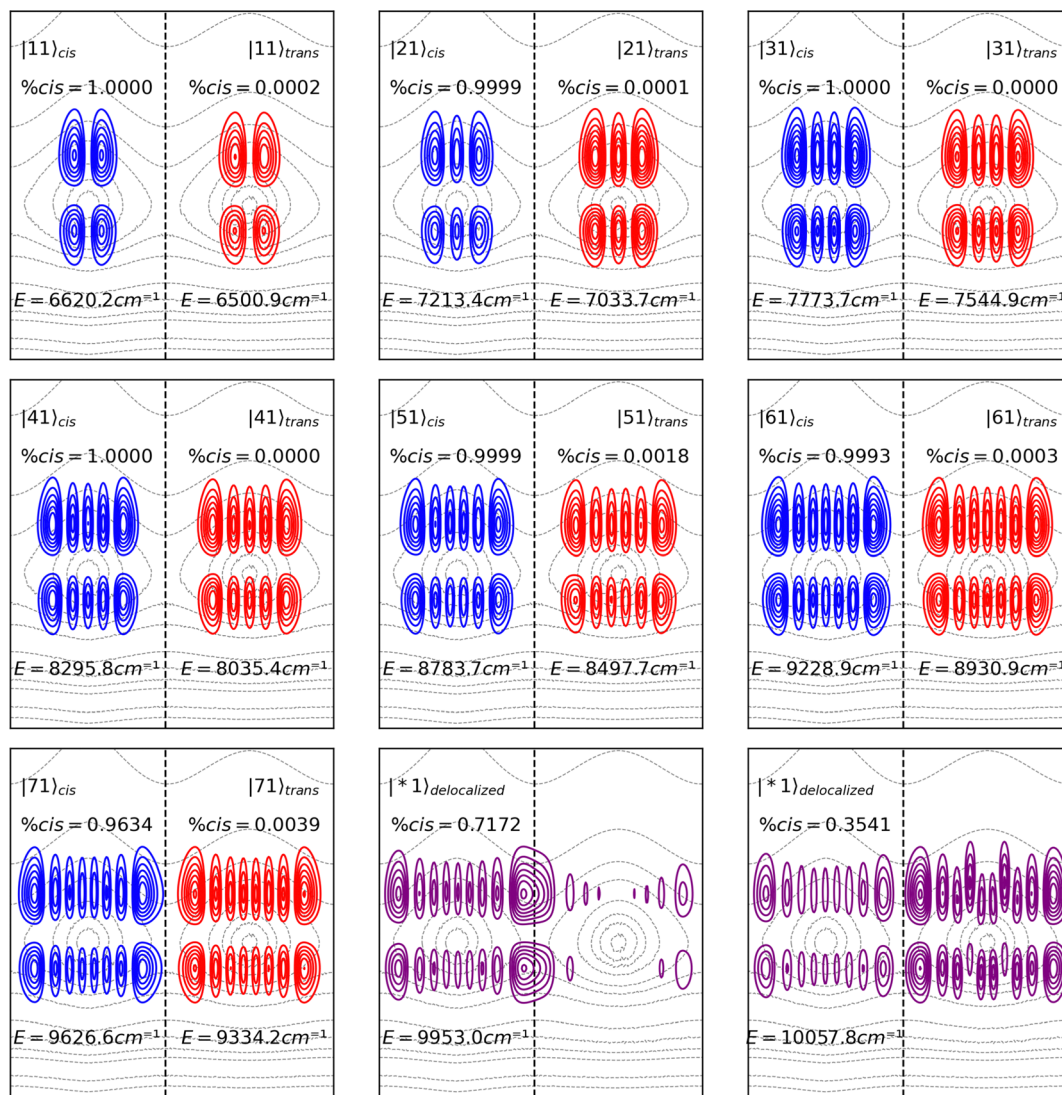 |11⟩cis |11⟩trans
%cis = 1.0000 %cis = 0.0002
E = 6620.2cm⁼¹ E = 6500.9cm⁼¹
|21⟩cis |21⟩trans
%cis = 0.9999 %cis = 0.0001
E = 7213.4cm⁼¹ E = 7033.7cm⁼¹
|31⟩cis |31⟩trans
%cis = 1.0000 %cis = 0.0000
E = 7773.7cm⁼¹ E = 7544.9cm⁼¹
|41⟩cis |41⟩trans
%cis = 1.0000 %cis = 0.0000
E = 8295.8cm⁼¹ E = 8035.4cm⁼¹
|51⟩cis |51⟩trans
%cis = 0.9999 %cis = 0.0018
E = 8783.7cm⁼¹ E = 8497.7cm⁼¹
|61⟩cis |61⟩trans
%cis = 0.9993 %cis = 0.0003
E = 9228.9cm⁼¹ E = 8930.9cm⁼¹
|71⟩cis |71⟩trans
%cis = 0.9634 %cis = 0.0039
E = 9626.6cm⁼¹ E = 9334.2cm⁼¹
|*1⟩delocalized
%cis = 0.7172
E = 9953.0cm⁼¹
|*1⟩delocalized
%cis = 0.3541
E = 10057.8cm⁼¹